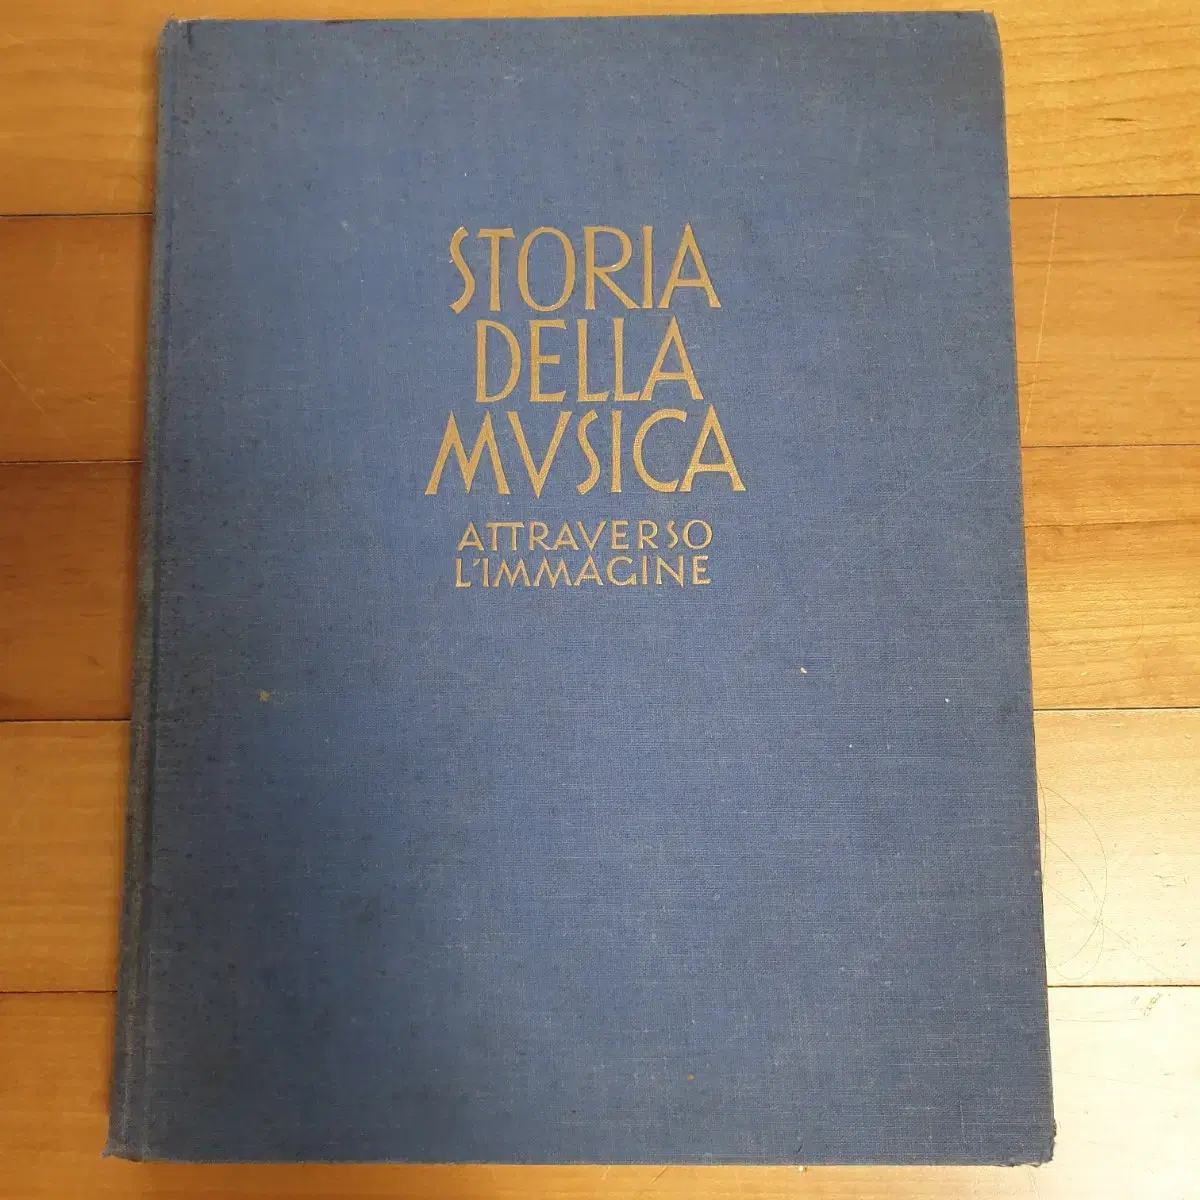 STORIA
DELLA
MVSICA
ATTRAVERSO
L'IMMAGINE